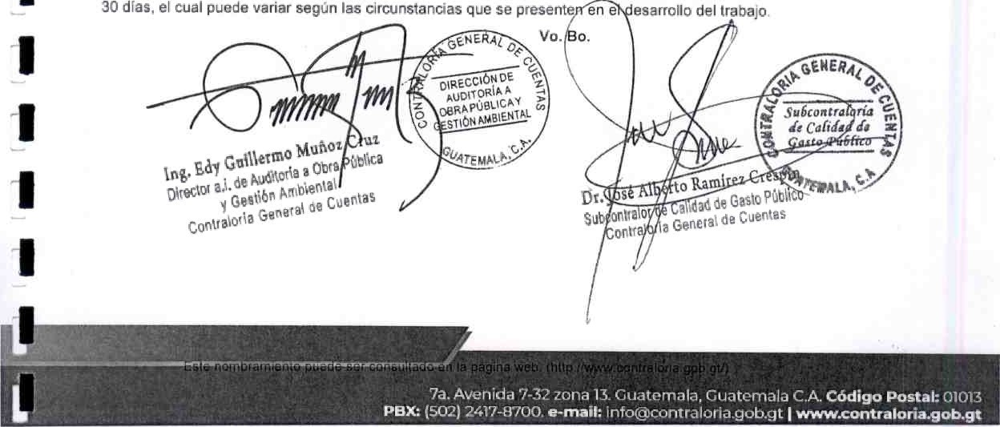 30 días, el cual puede variar según las circunstancias que se presenten en el desarrollo del trabajo.
Vo. Bo.
CONTRALORÍA GENERAL DE CUENTAS
DIRECCIÓN DE
AUDITORÍA A
OBRA PÚBLICA Y
GESTIÓN AMBIENTAL
GUATEMALA, C.A.
Ing. Edy Guillermo Muñoz Cruz
Director a.i. de Auditoría a Obra Pública
y Gestión Ambiental
Contraloría General de Cuentas
CONTRALORIA GENERAL DE CUENTAS
Subcontraloría
de Calidad de
Gasto Público
GUATEMALA, C.A
Dr. José Alberto Ramírez Crespin
Subcontralor de Calidad de Gasto Público
Contraloría General de Cuentas
Este nombramiento puede ser consultado en la página web. (http://www.contraloria.gob.gt/)
7a. Avenida 7-32 zona 13. Guatemala, Guatemala C.A. Código Postal: 01013
PBX: (502) 2417-8700. e-mail: info@contraloria.gob.gt | www.contraloria.gob.gt